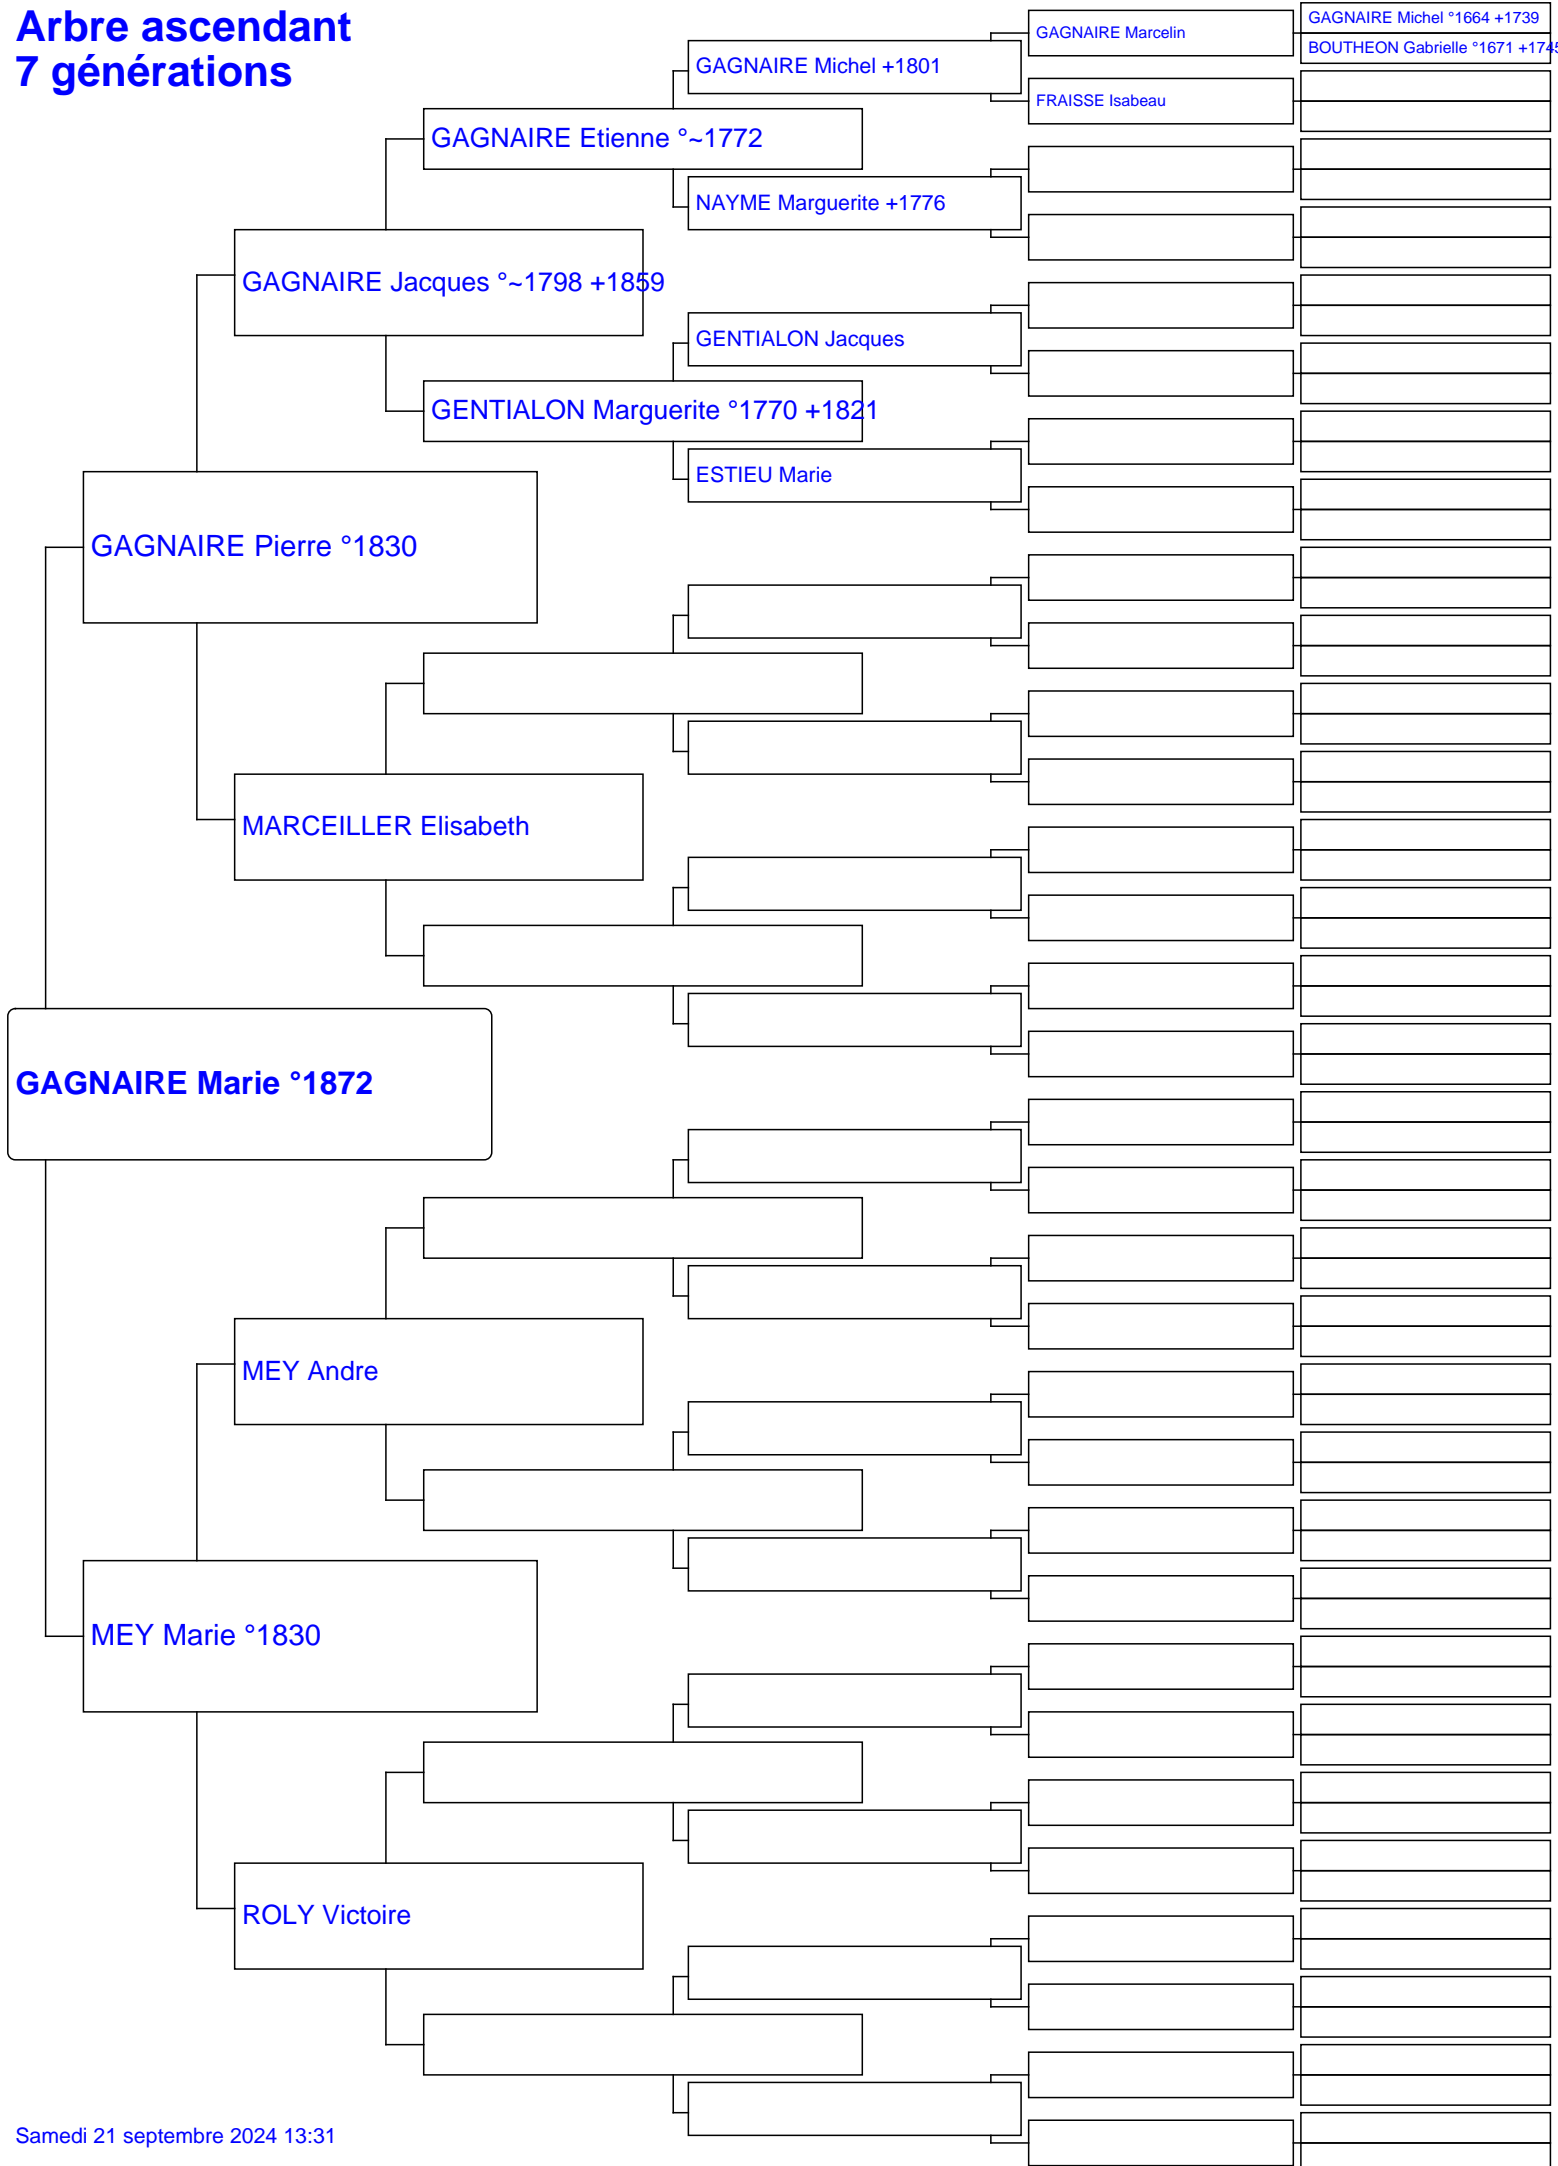 Arbre ascendant
7 générations
GAGNAIRE Marcelin
GAGNAIRE Michel °1664 +1739
BOUTHEON Gabrielle °1671 +1745
GAGNAIRE Michel +1801
FRAISSE Isabeau
GAGNAIRE Etienne °~1772
NAYME Marguerite +1776
GAGNAIRE Jacques °~1798 +1859
GENTIALON Jacques
GENTIALON Marguerite °1770 +1821
ESTIEU Marie
GAGNAIRE Pierre °1830
MARCEILLER Elisabeth
GAGNAIRE Marie °1872
MEY Andre
MEY Marie °1830
ROLY Victoire
Samedi 21 septembre 2024 13:31